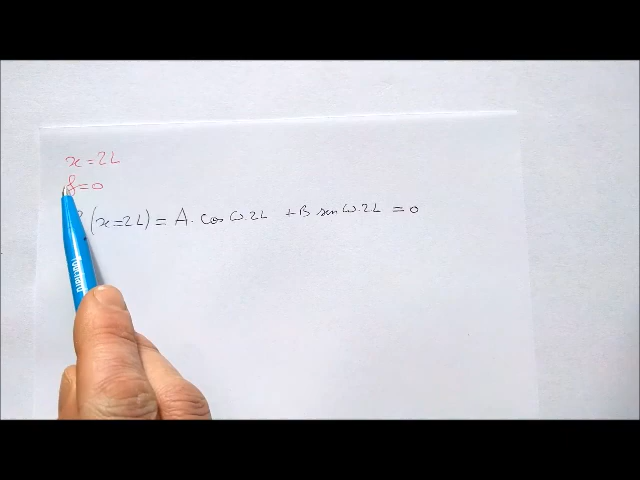 x = 2L
f = 0
(x = 2L) = A. cos ω.2L + B sen ω.2L = 0